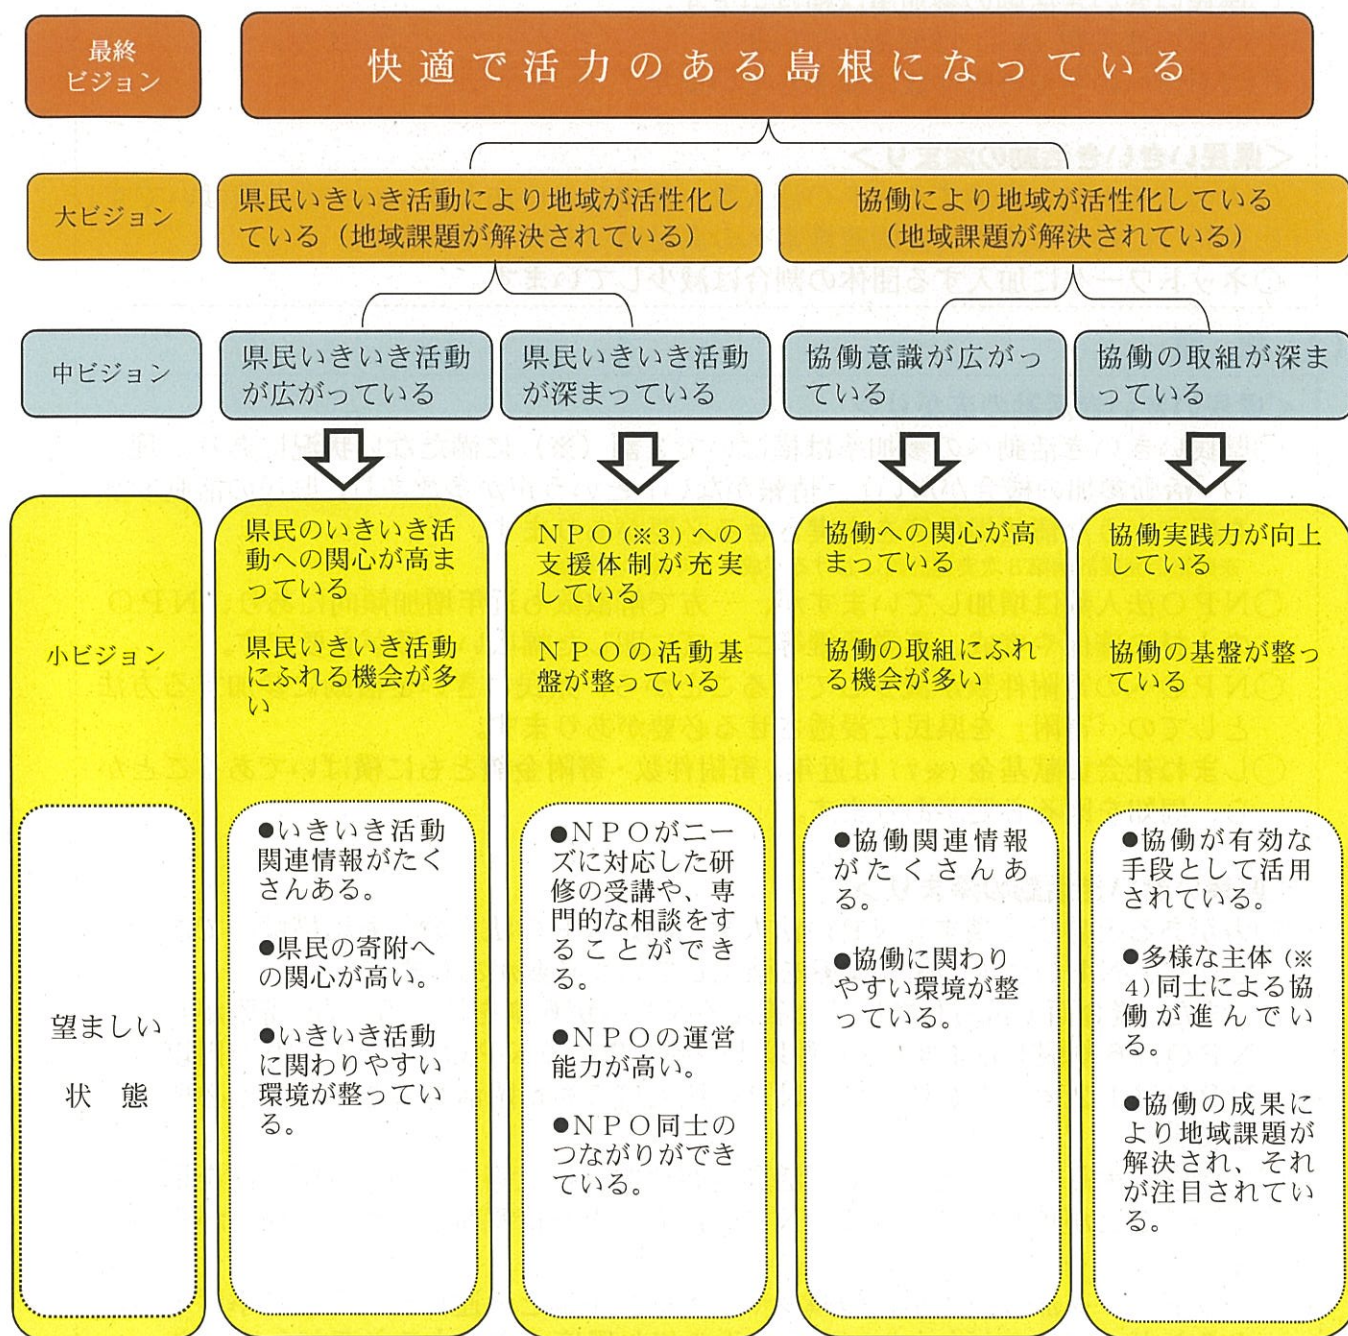 最終
ビジョン
快適で活力のある島根になっている
大ビジョン
県民いきいき活動により地域が活性化し
ている（地域課題が解決されている）
協働により地域が活性化している
（地域課題が解決されている）
中ビジョン
県民いきいき活動
が広がっている
県民いきいき活動
が深まっている
協働意識が広がっ
ている
協働の取組が深ま
っている
小ビジョン
県民のいきいき活
動への関心が高ま
っている
県民いきいき活動
にふれる機会が多
い
ＮＰＯ(※3)への
支援体制が充実
している
ＮＰＯの活動基
盤が整っている
協働への関心が高
まっている
協働の取組にふれ
る機会が多い
協働実践力が向上
している
協働の基盤が整っ
ている
望ましい
状　態
●いきいき活動
関連情報がたく
さんある。
●県民の寄附へ
の関心が高い。
●いきいき活動
に関わりやすい
環境が整ってい
る。
●ＮＰＯがニー
ズに対応した研
修の受講や、専
門的な相談をす
ることができ
る。
●ＮＰＯの運営
能力が高い。
●ＮＰＯ同士の
つながりができ
ている。
●協働関連情報
がたくさんあ
る。
●協働に関わり
やすい環境が整
っている。
●協働が有効な
手段として活用
されている。
●多様な主体(※
4)同士による協
働が進んでい
る。
●協働の成果に
より地域課題が
解決され、それ
が注目されてい
る。